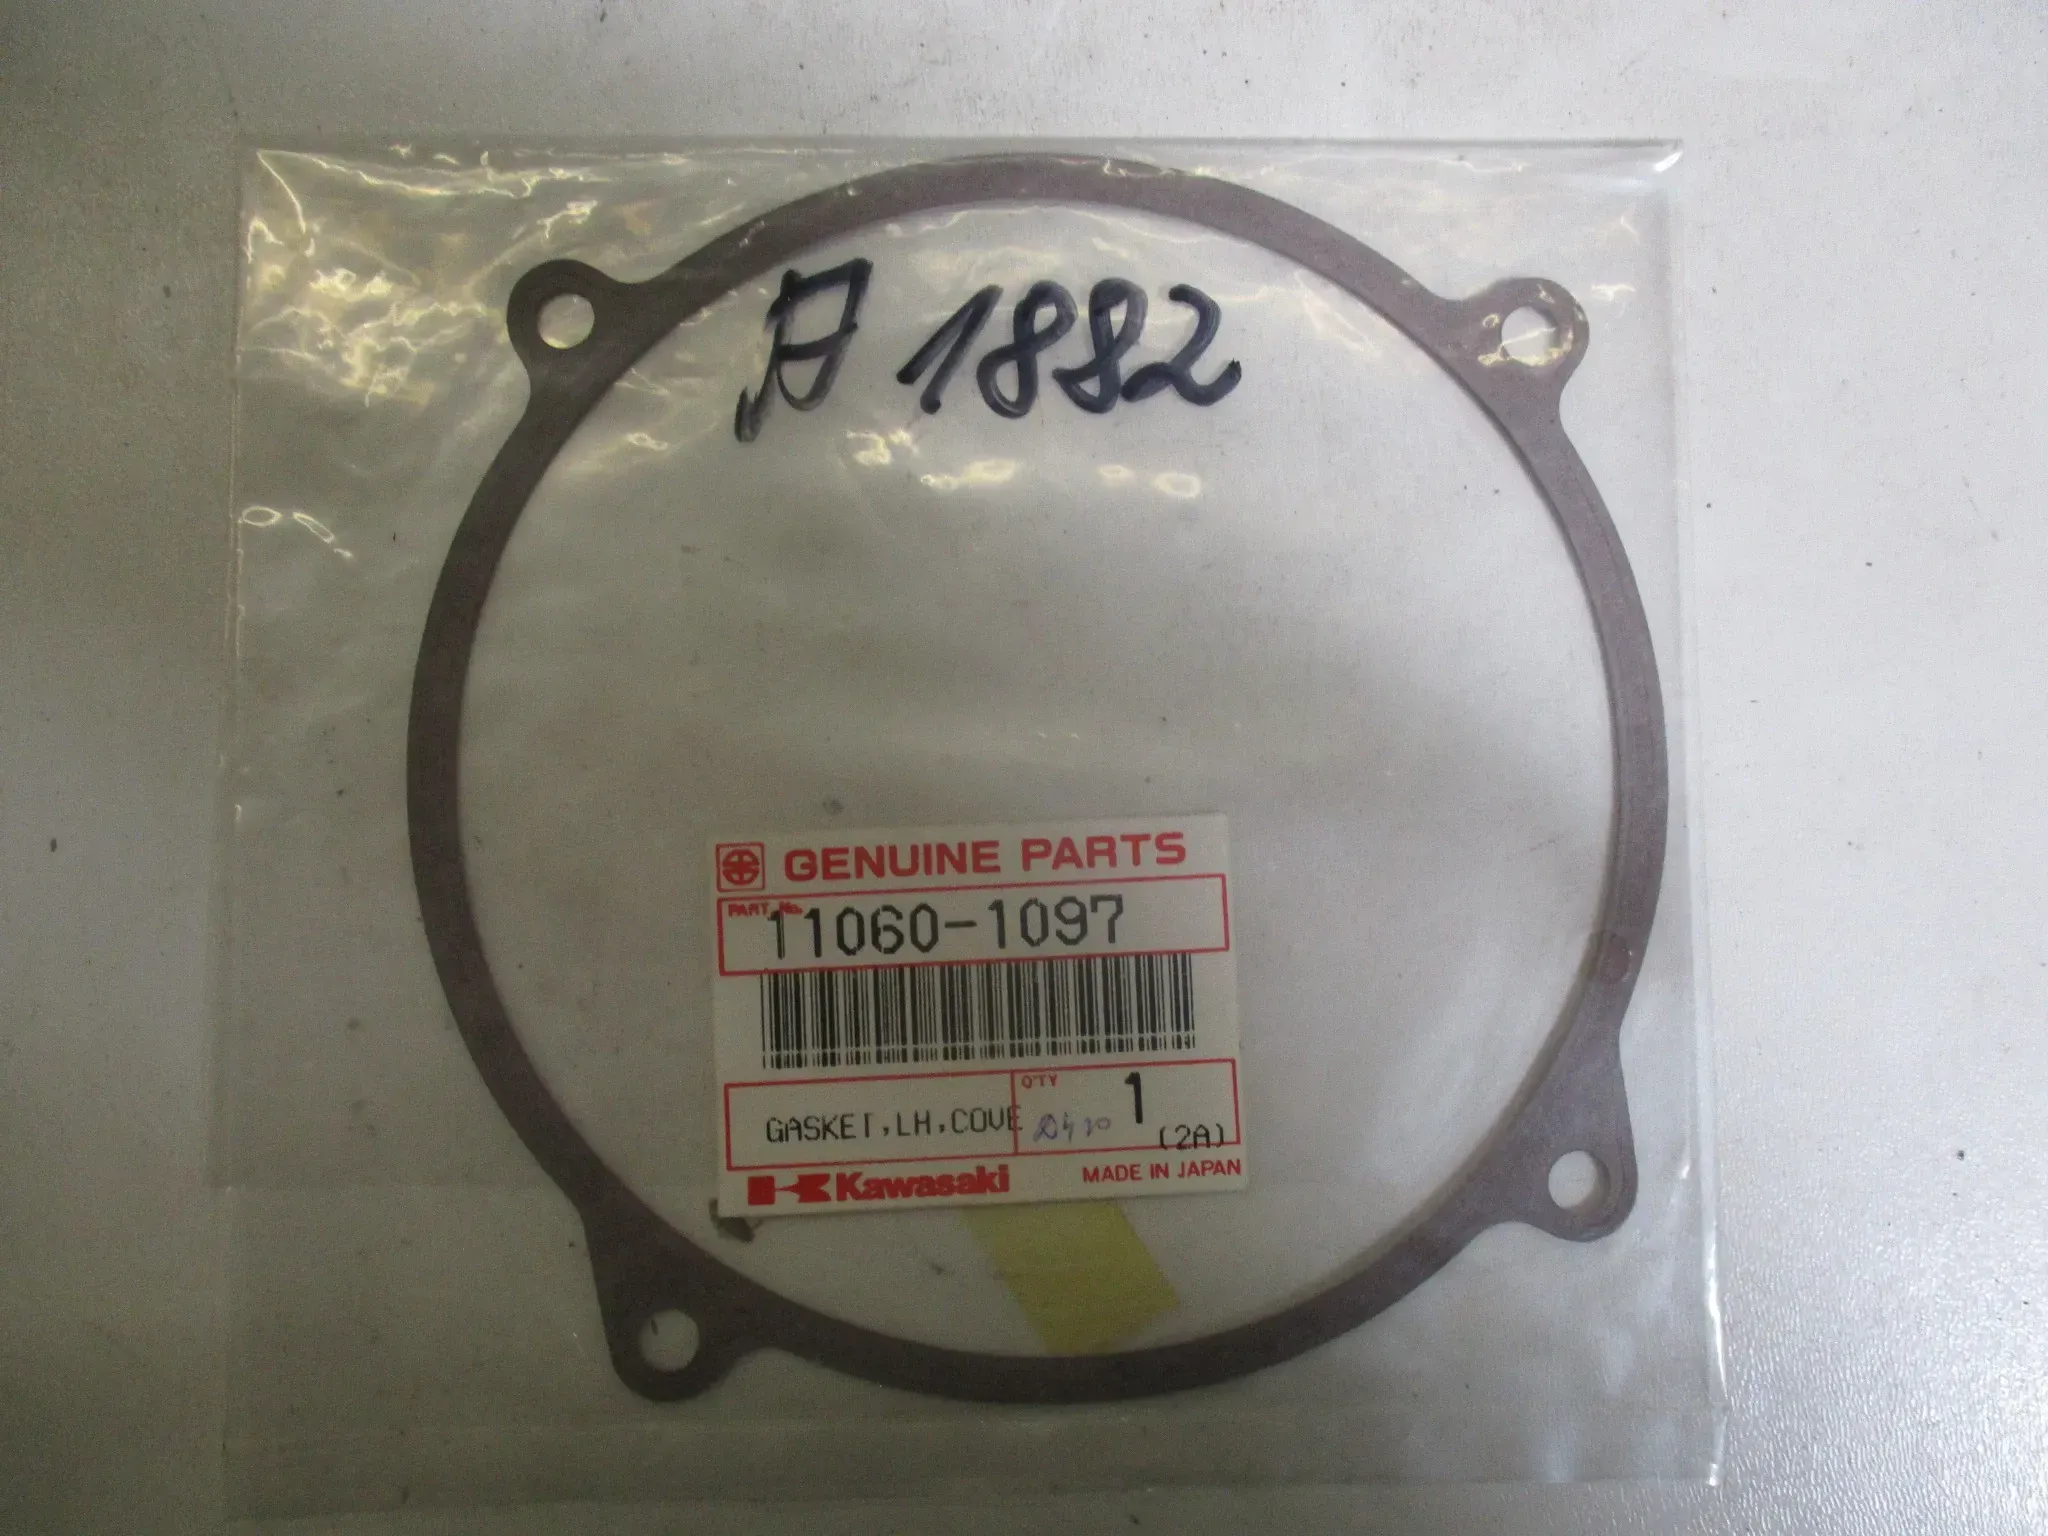 A 1882
GENUINE PARTS
PART No.
11060-1097
Q'TY
1
GASKET,LH,COVE
(2A)
Kawasaki
MADE IN JAPAN